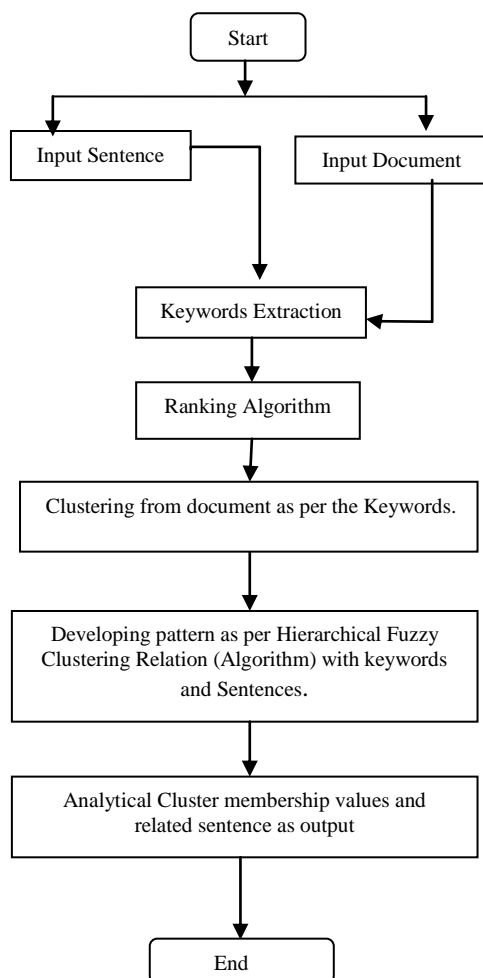 Start
Input Sentence
Input Document
Keywords Extraction
Ranking Algorithm
Clustering from document as per the Keywords.
Developing pattern as per Hierarchical Fuzzy
Clustering Relation (Algorithm) with keywords
and Sentences.
Analytical Cluster membership values and
related sentence as output
End